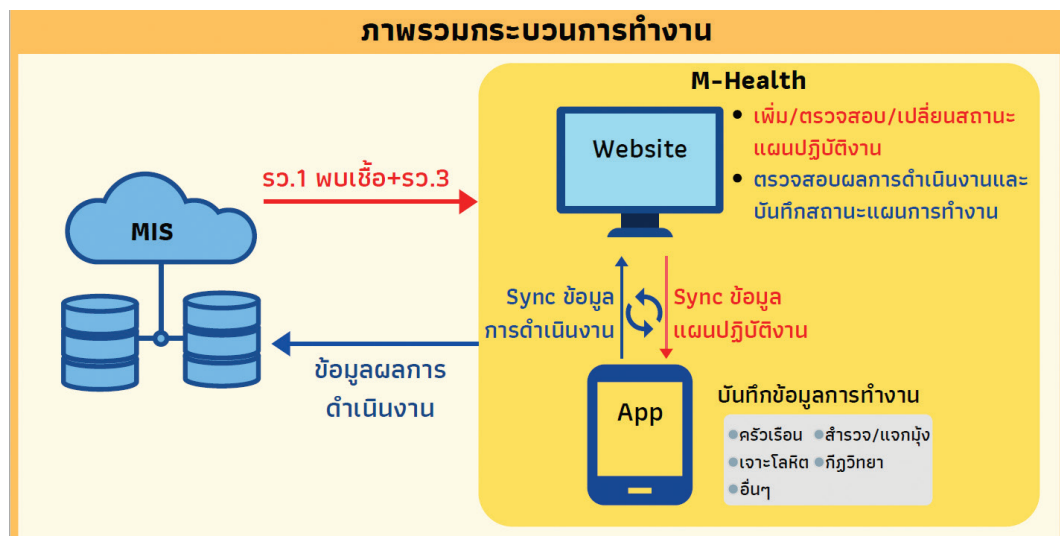 ภาพรวมกระบวนการทำงาน
M-Health
Website
• เพิ่ม/ตรวจสอบ/เปลี่ยนสถานะ
แผนปฏิบัติงาน
• ตรวจสอบผลการดำเนินงานและ
บันทึกสถานะแผนการทำงาน
รว.1 พบเชื้อ+รว.3
MIS
Sync ข้อมูล
การดำเนินงาน
Sync ข้อมูล
แผนปฏิบัติงาน
ข้อมูลผลการ
ดำเนินงาน
App
บันทึกข้อมูลการทำงาน
•ครัวเรือน •สำรวจ/แจกมุ้ง
•เจาะโลหิต •กีฏวิทยา
•อื่นๆ